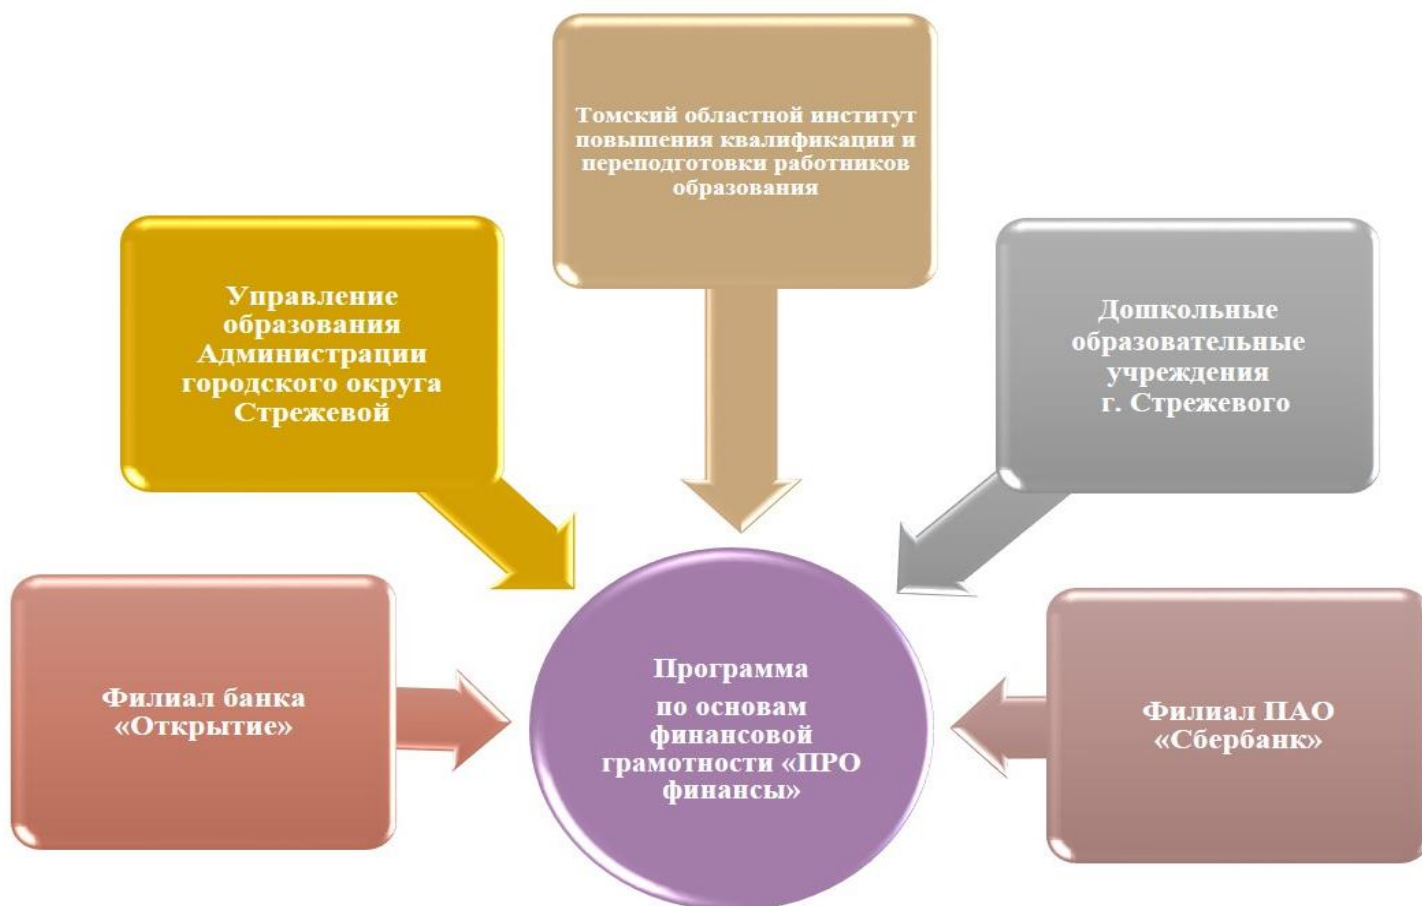 Томский областной институт
повышения квалификации и
переподготовки работников
образования
Управление
образования
Администрации
городского округа
Стрежевой
Дошкольные
образовательные
учреждения
г. Стрежевого
Филиал банка
«Открытие»
Программа
по основам
финансовой
грамотности «ПРО
финансы»
Филиал ПАО
«Сбербанк»